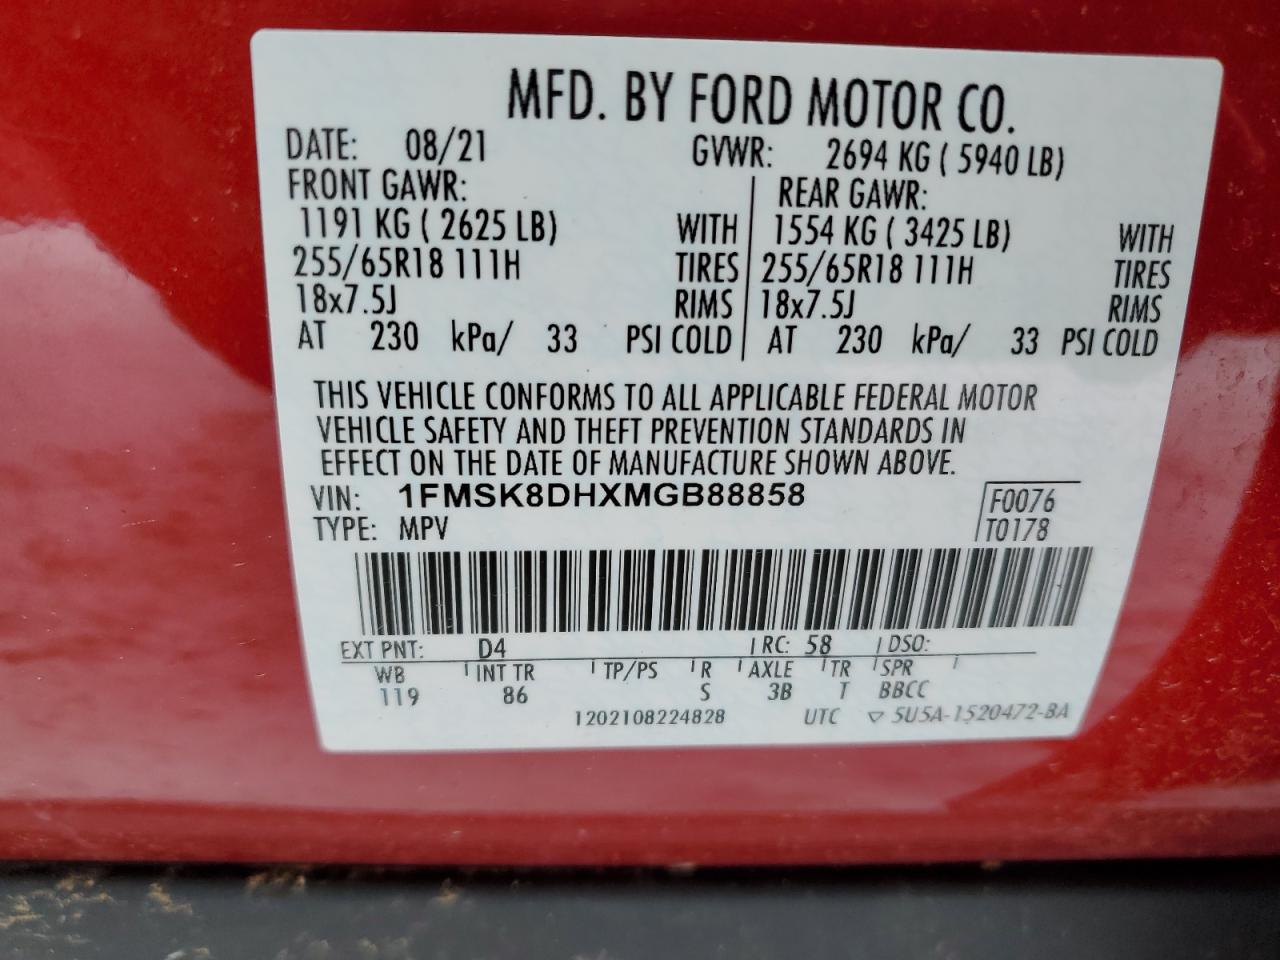 MFD. BY FORD MOTOR CO.
DATE: 08/21 GVWR: 2694 KG ( 5940 LB)
FRONT GAWR: REAR GAWR:
1191 KG ( 2625 LB) WITH 1554 KG ( 3425 LB) WITH
255/65R18 111H TIRES 255/65R18 111H TIRES
18x7.5J RIMS 18x7.5J RIMS
AT 230 kPa/ 33 PSI COLD AT 230 kPa/ 33 PSI COLD
THIS VEHICLE CONFORMS TO ALL APPLICABLE FEDERAL MOTOR
VEHICLE SAFETY AND THEFT PREVENTION STANDARDS IN
EFFECT ON THE DATE OF MANUFACTURE SHOWN ABOVE.
VIN: 1FMSK8DHXMGB88858 F0076
TYPE: MPV T0178
EXT PNT: D4 RC: 58 DSO:
WB INT TR TP/PS R AXLE TR SPR
119 86 S 3B T BBCC
1202108224828 UTC ▽ 5U5A-1520472-BA